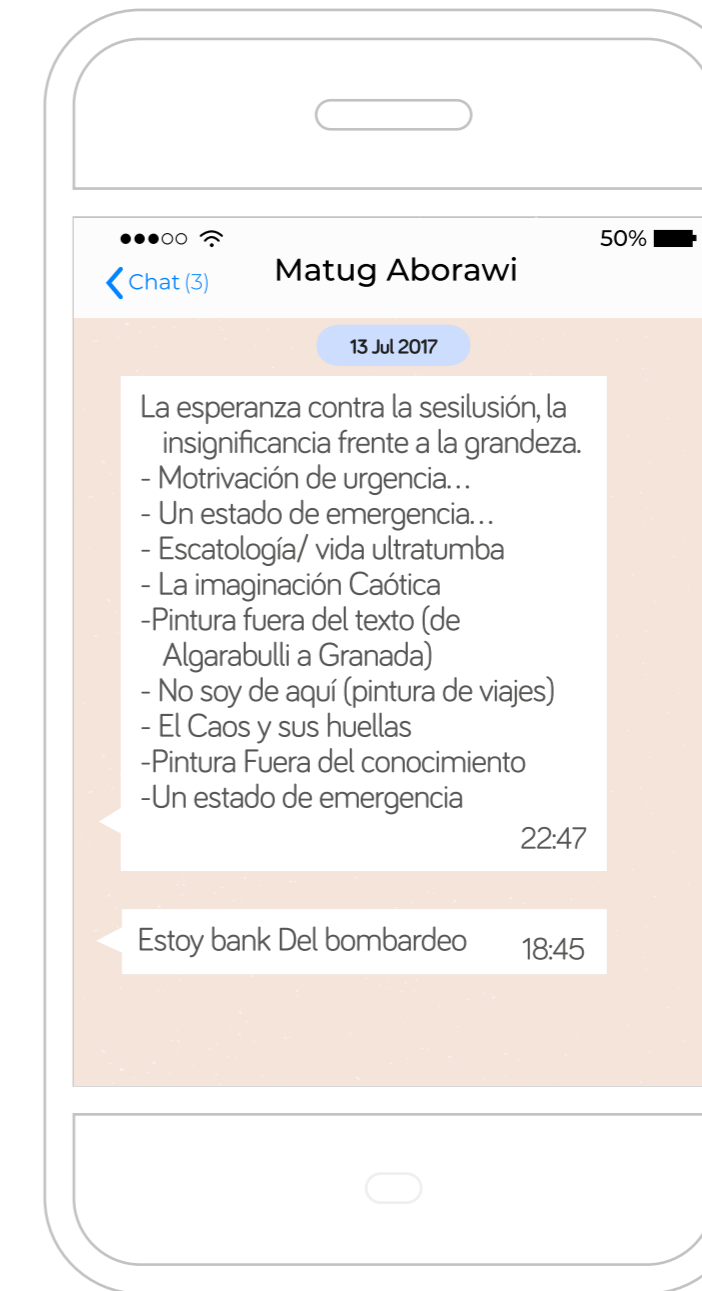 50%
Chat (3)
Matug Aborawi
13 Jul 2017
La esperanza contra la sesilusión, la
insignificancia frente a la grandeza.
- Motrivación de urgencia...
- Un estado de emergencia...
- Escatología/ vida ultratumba
- La imaginación Caótica
-Pintura fuera del texto (de
Algarabulli a Granada)
- No soy de aquí (pintura de viajes)
- El Caos y sus huellas
-Pintura Fuera del conocimiento
-Un estado de emergencia
22:47
Estoy bank Del bombardeo
18:45